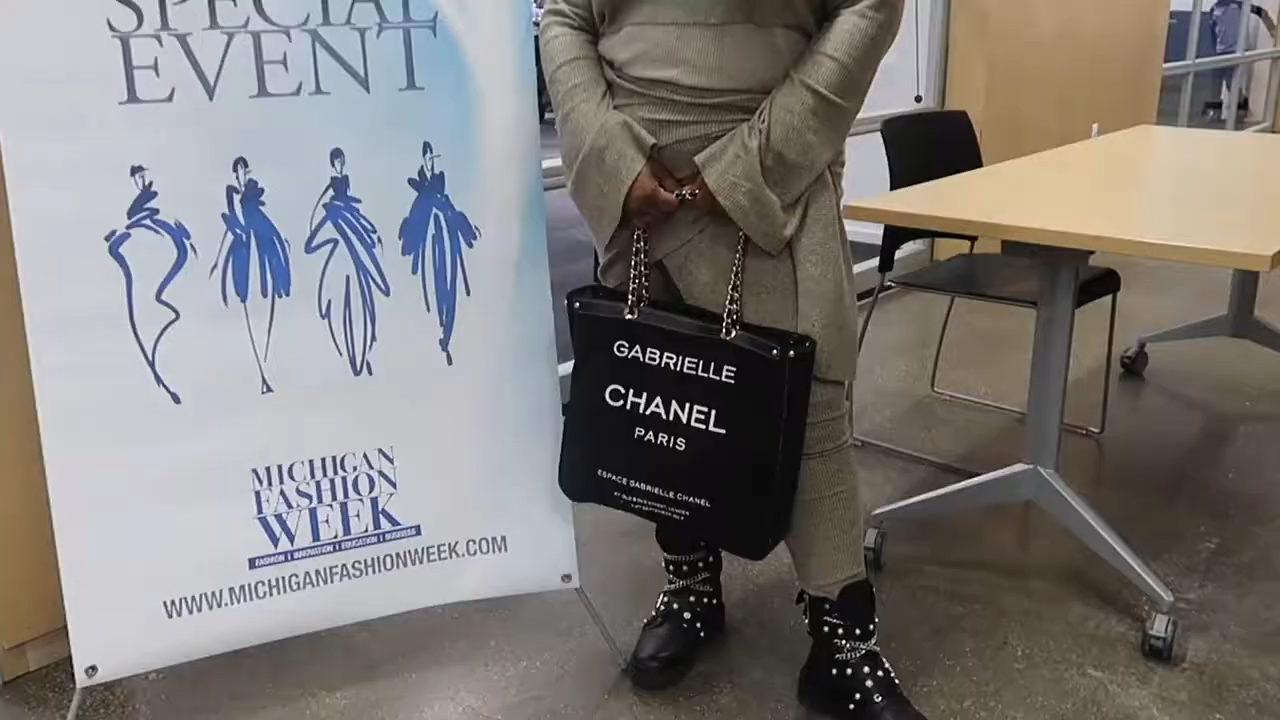 SPECIAL
EVENT
MICHIGAN
FASHION
WEEK
FASHION | INNOVATION | EDUCATION | BUSINESS
WWW.MICHIGANFASHIONWEEK.COM
GABRIELLE
CHANEL
PARIS
ESPACE GABRIELLE CHANEL